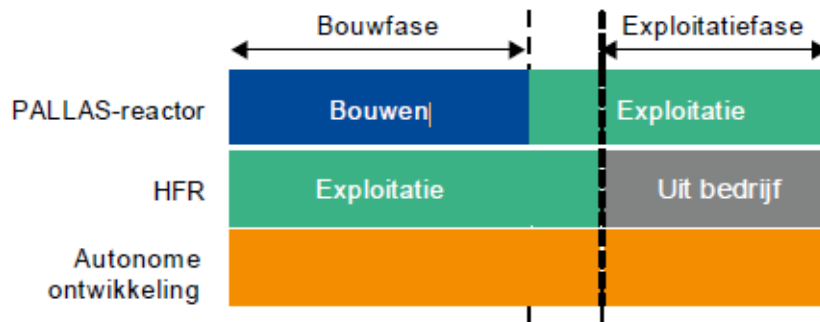 Bouwfase
Exploitatiefase
PALLAS-reactor
Bouwen
Exploitatie
HFR
Exploitatie
Uit bedrijf
Autonome
ontwikkeling